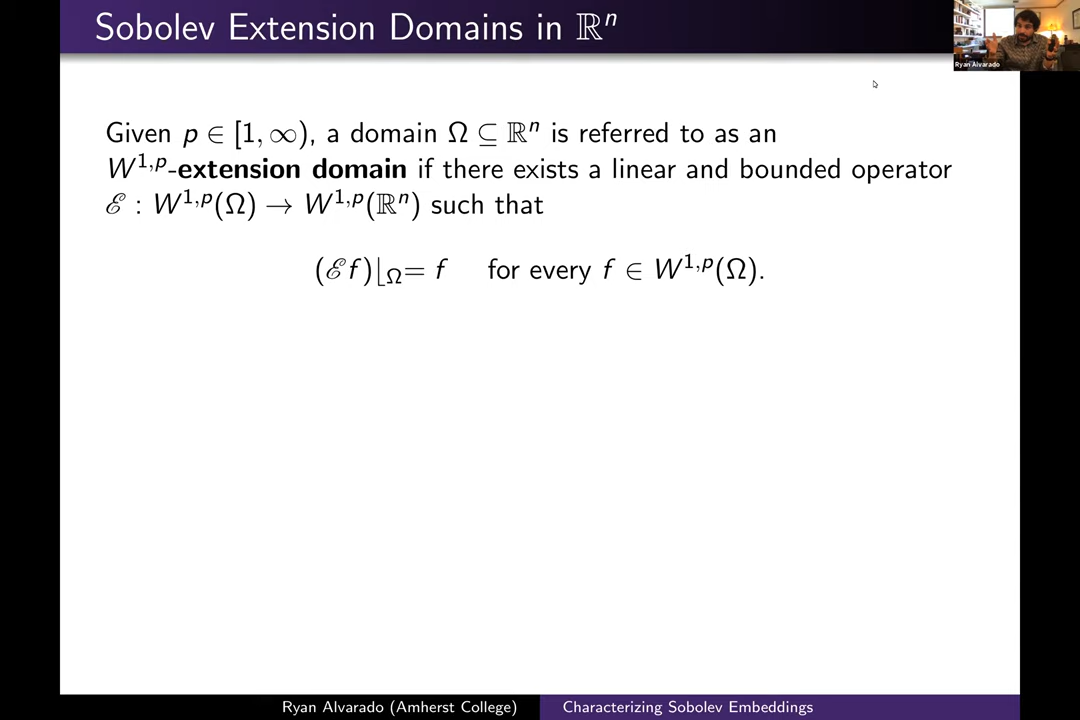 Sobolev Extension Domains in ℝⁿ
Ryan Alvarado
Given p ∈ [1, ∞), a domain Ω ⊆ ℝⁿ is referred to as an
W^{1,p}-extension domain if there exists a linear and bounded operator
ℰ : W^{1,p}(Ω) → W^{1,p}(ℝⁿ) such that
(ℰf)⌊_Ω = f for every f ∈ W^{1,p}(Ω).
Ryan Alvarado (Amherst College) Characterizing Sobolev Embeddings